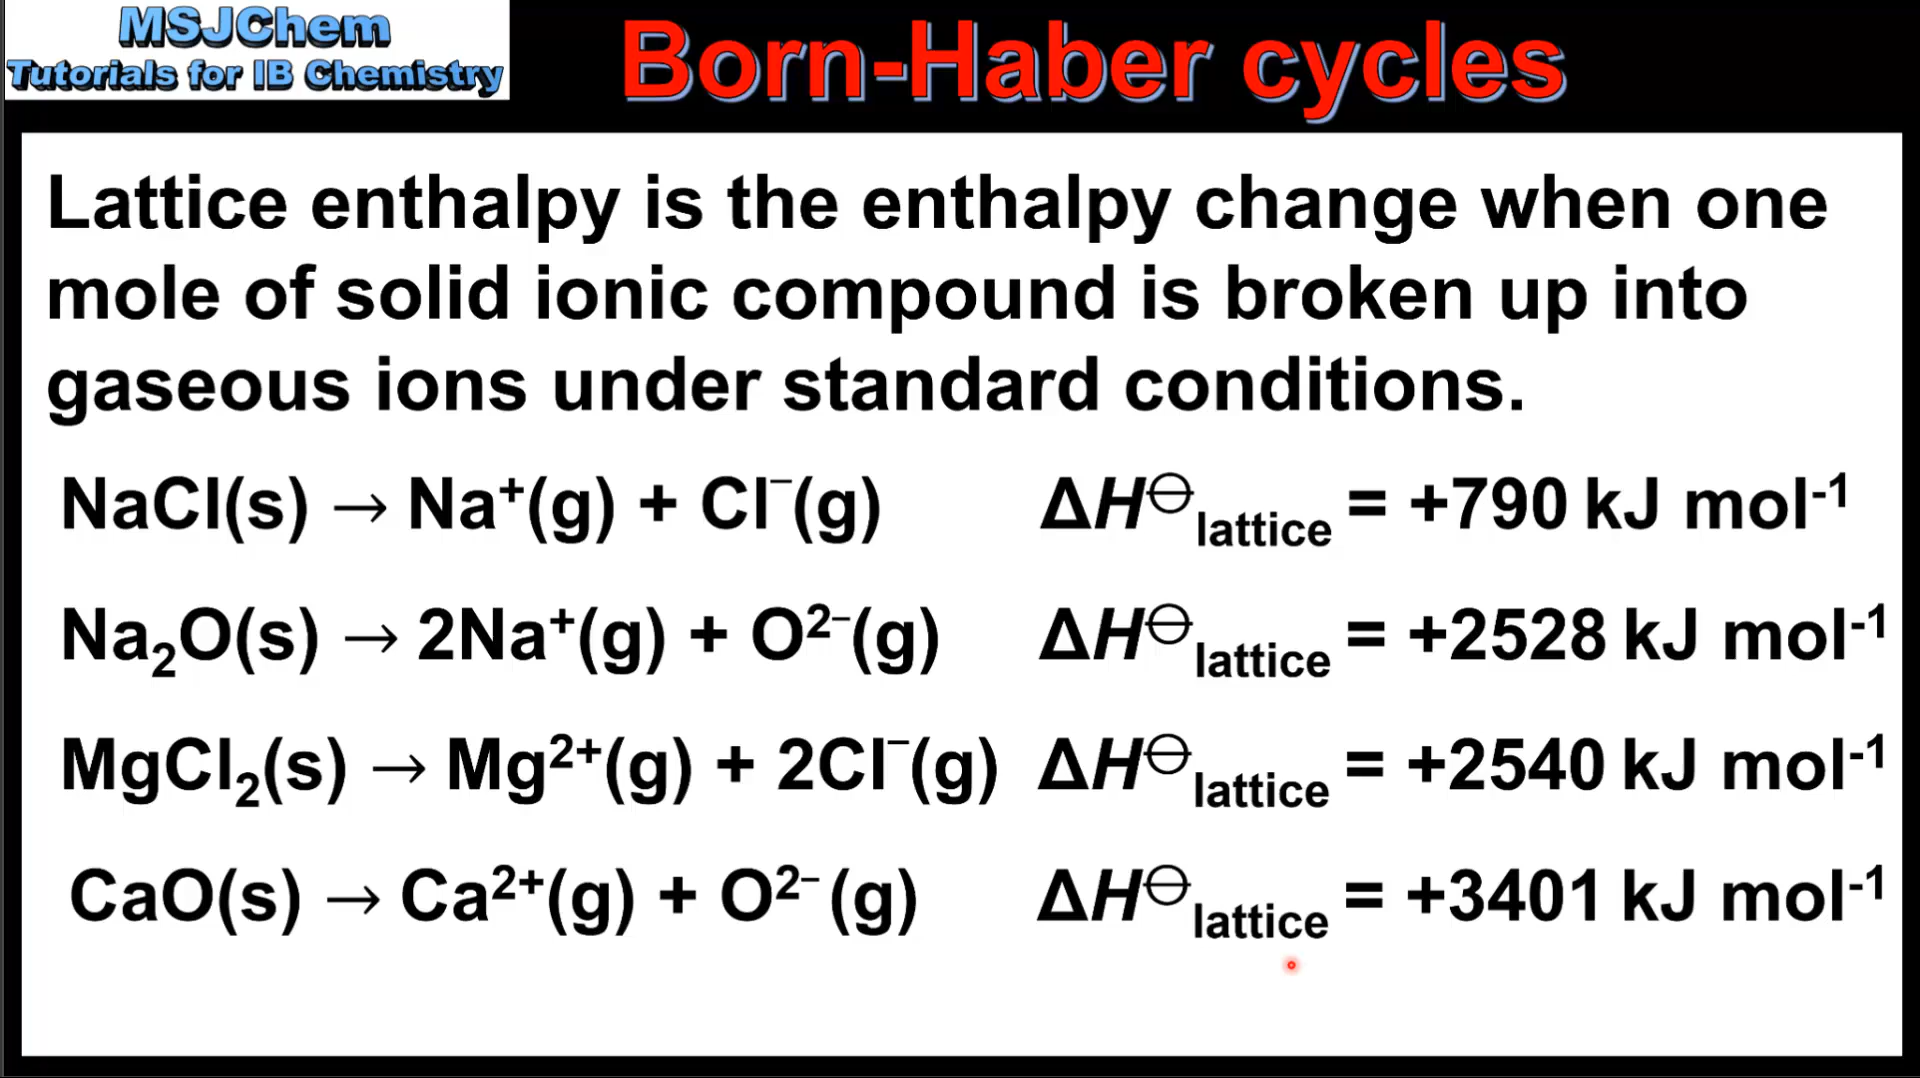 MSJChem
Tutorials for IB Chemistry
Born-Haber cycles
Lattice enthalpy is the enthalpy change when one
mole of solid ionic compound is broken up into
gaseous ions under standard conditions.
NaCl(s) → Na⁺(g) + Cl⁻(g) ΔH⊖lattice = +790 kJ mol⁻¹
Na₂O(s) → 2Na⁺(g) + O²⁻(g) ΔH⊖lattice = +2528 kJ mol⁻¹
MgCl₂(s) → Mg²⁺(g) + 2Cl⁻(g) ΔH⊖lattice = +2540 kJ mol⁻¹
CaO(s) → Ca²⁺(g) + O²⁻ (g) ΔH⊖lattice = +3401 kJ mol⁻¹